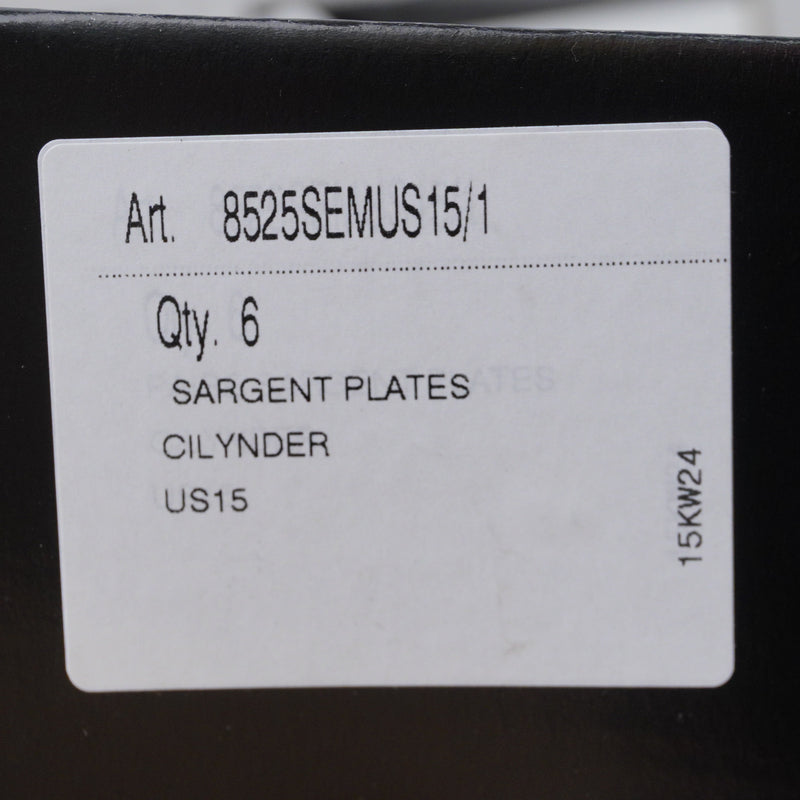 Art. 8525SEMUS15/1
Qty. 6
SARGENT PLATES
CILYNDER
US15
15KW24